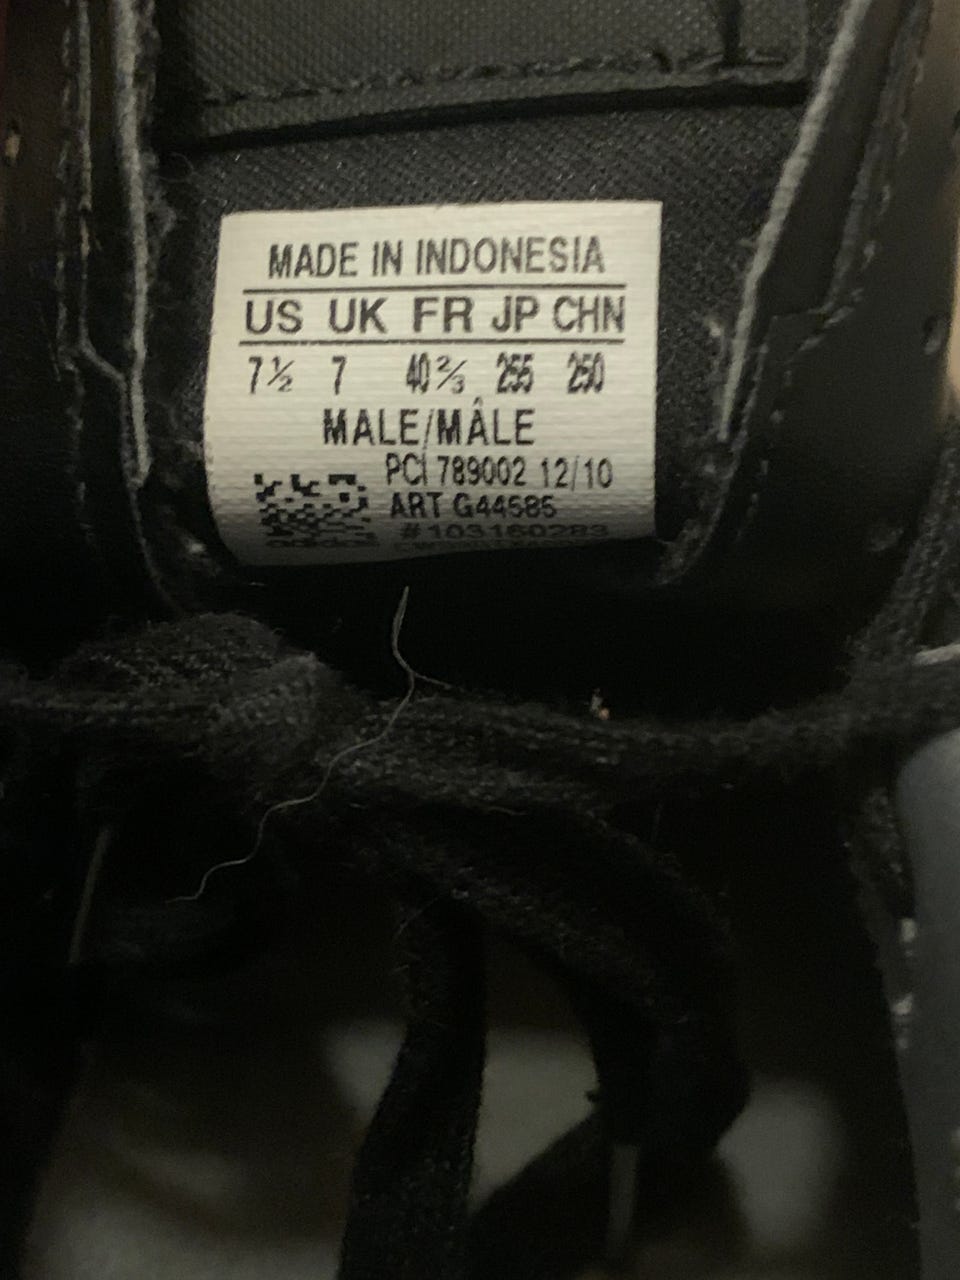 MADE IN INDONESIA
US UK FR JP CHN
7½ 7 40⅔ 255 250
MALE/MÂLE
PCI 789002 12/10
ART G44585
#103160283